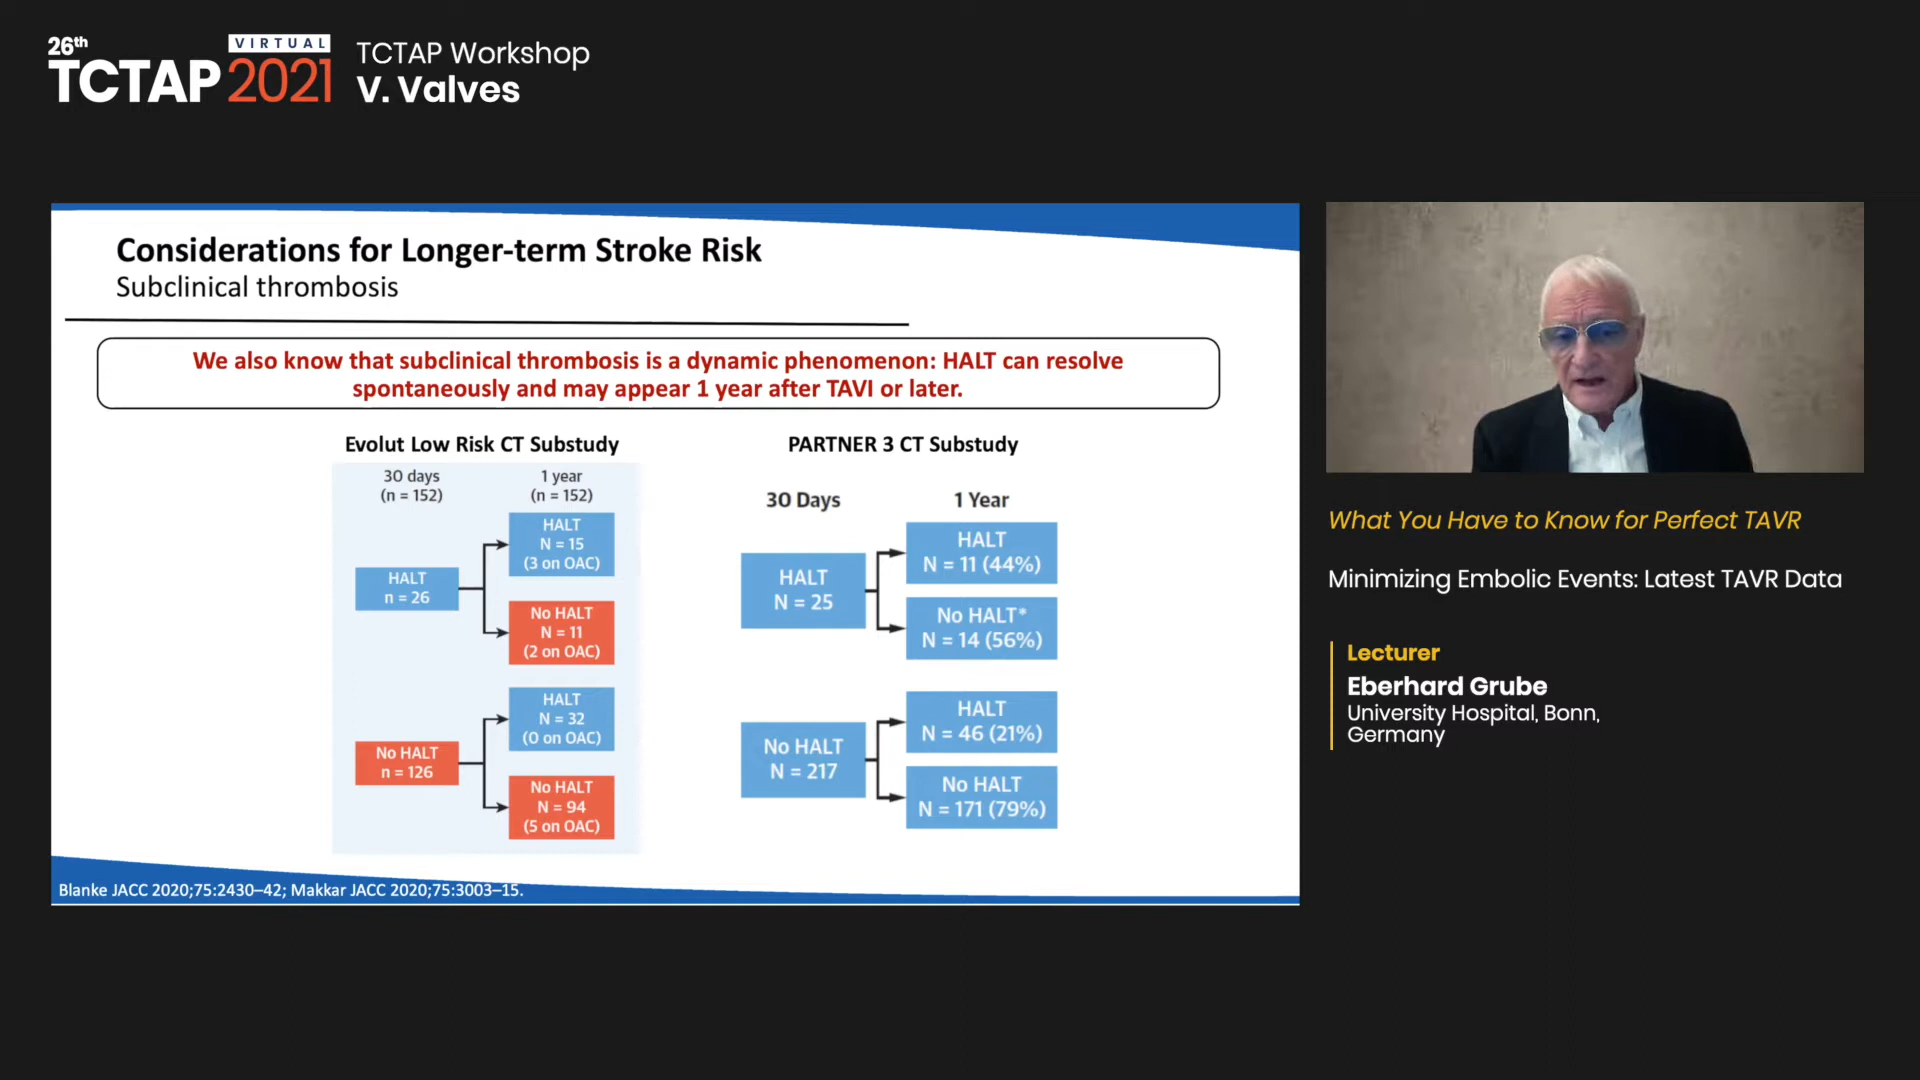 26th
VIRTUAL
TCTAP 2021
TCTAP Workshop
V. Valves
Considerations for Longer-term Stroke Risk
Subclinical thrombosis
We also know that subclinical thrombosis is a dynamic phenomenon: HALT can resolve
spontaneously and may appear 1 year after TAVI or later.
Evolut Low Risk CT Substudy
30 days
(n = 152)
1 year
(n = 152)
HALT
n = 26
HALT
N = 15
(3 on OAC)
No HALT
N = 11
(2 on OAC)
No HALT
n = 126
HALT
N = 32
(0 on OAC)
No HALT
N = 94
(5 on OAC)
PARTNER 3 CT Substudy
30 Days
1 Year
HALT
N = 25
HALT
N = 11 (44%)
No HALT*
N = 14 (56%)
No HALT
N = 217
HALT
N = 46 (21%)
No HALT
N = 171 (79%)
Blanke JACC 2020;75:2430–42; Makkar JACC 2020;75:3003–15.
What You Have to Know for Perfect TAVR
Minimizing Embolic Events: Latest TAVR Data
Lecturer
Eberhard Grube
University Hospital, Bonn,
Germany